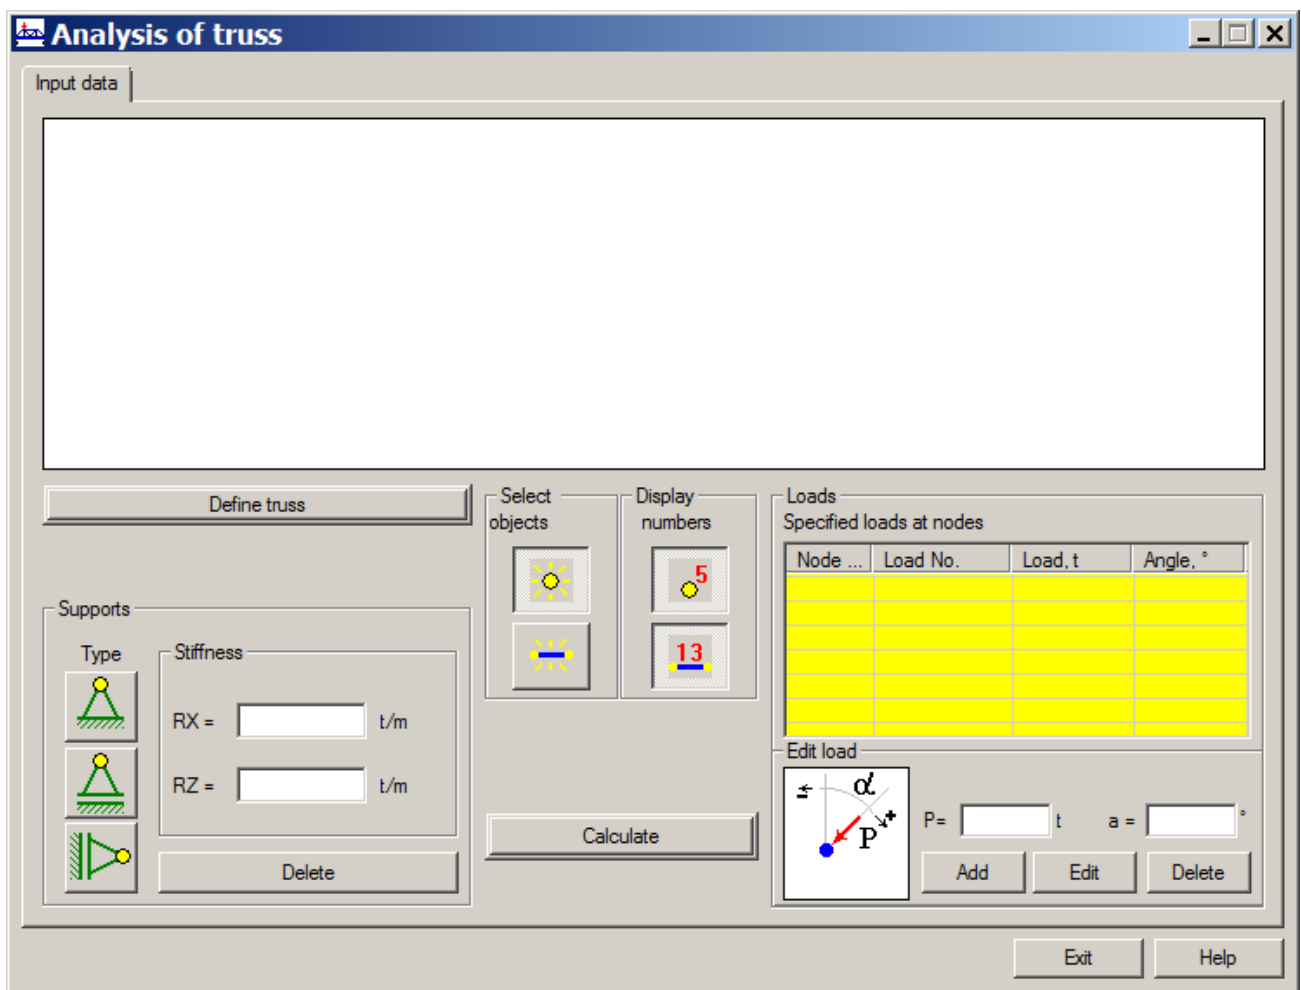 Analysis of truss
Input data
Define truss
Select objects
Display numbers
5
13
Loads
Specified loads at nodes
Node ... Load No. Load, t Angle, °
Supports
Type
Stiffness
RX = t/m
RZ = t/m
Delete
Calculate
Edit load
α
P
P= t a = °
Add Edit Delete
Exit Help